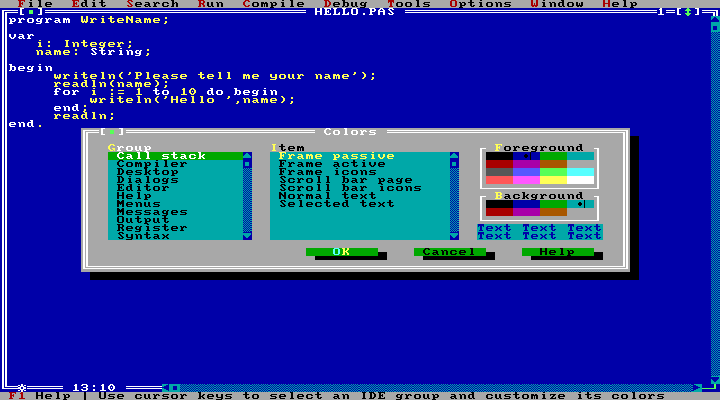 File Edit Search Run Compile Debug Tools Options Window Help
HELLO.PAS 1
program WriteName;
var
i: Integer;
name: String;
begin
writeln('Please tell me your name');
readln(name);
for i := 1 to 10 do begin
writeln('Hello ',name);
end;
readln;
end.
Colors
Group
Call stack
Compiler
Desktop
Dialogs
Editor
Help
Menus
Messages
Output
Register
Syntax
Item
Frame passive
Frame active
Frame icons
Scroll bar page
Scroll bar icons
Normal text
Selected text
Foreground
Background
Text Text Text
Text Text Text
OK Cancel Help
13:10
F1 Help | Use cursor keys to select an IDE group and customize its colors